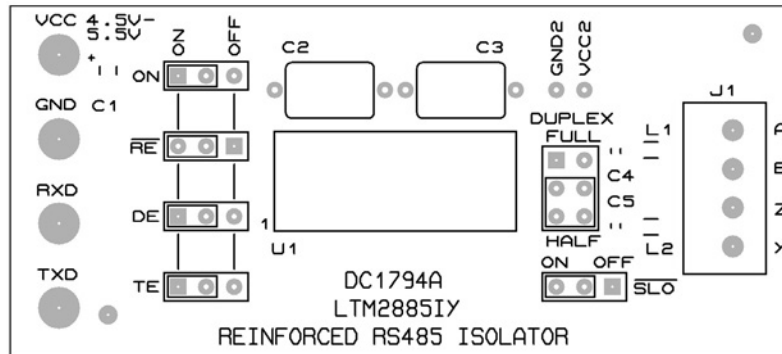 VCC 4.5V-
5.5V
+
C1
GND
RXD
TXD
ON
OFF
ON
RE
DE
TE
C2
C3
GND2
VCC2
1
U1
DUPLEX
FULL
L1
C4
C5
HALF
L2
ON
OFF
SLO
J1
DC1794A
LTM2885IY
REINFORCED RS485 ISOLATOR